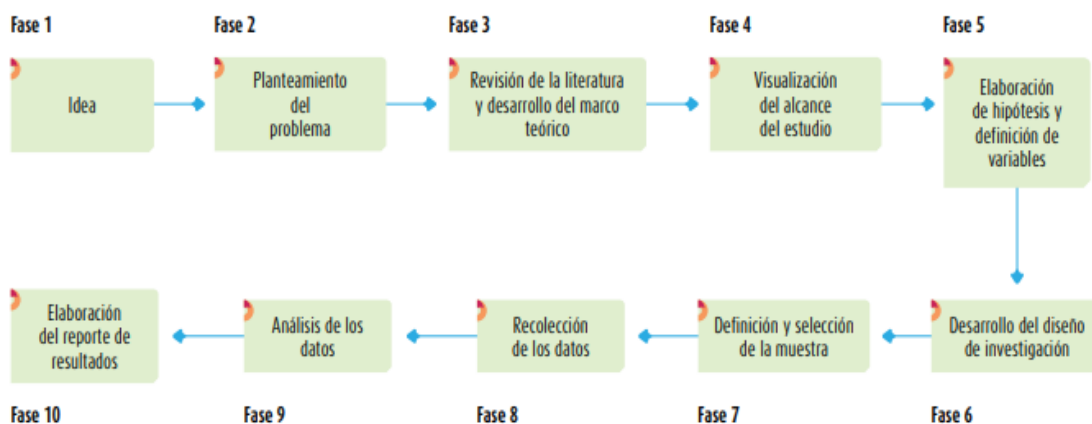 Fase 1
Fase 2
Fase 3
Fase 4
Fase 5
Idea
Planteamiento
del
problema
Revisión de la literatura
y desarrollo del marco
teórico
Visualización
del alcance
del estudio
Elaboración
de hipótesis y
definición de
variables
Elaboración
del reporte de
resultados
Análisis de los
datos
Recolección
de los datos
Definición y selección
de la muestra
Desarrollo del diseño
de investigación
Fase 10
Fase 9
Fase 8
Fase 7
Fase 6